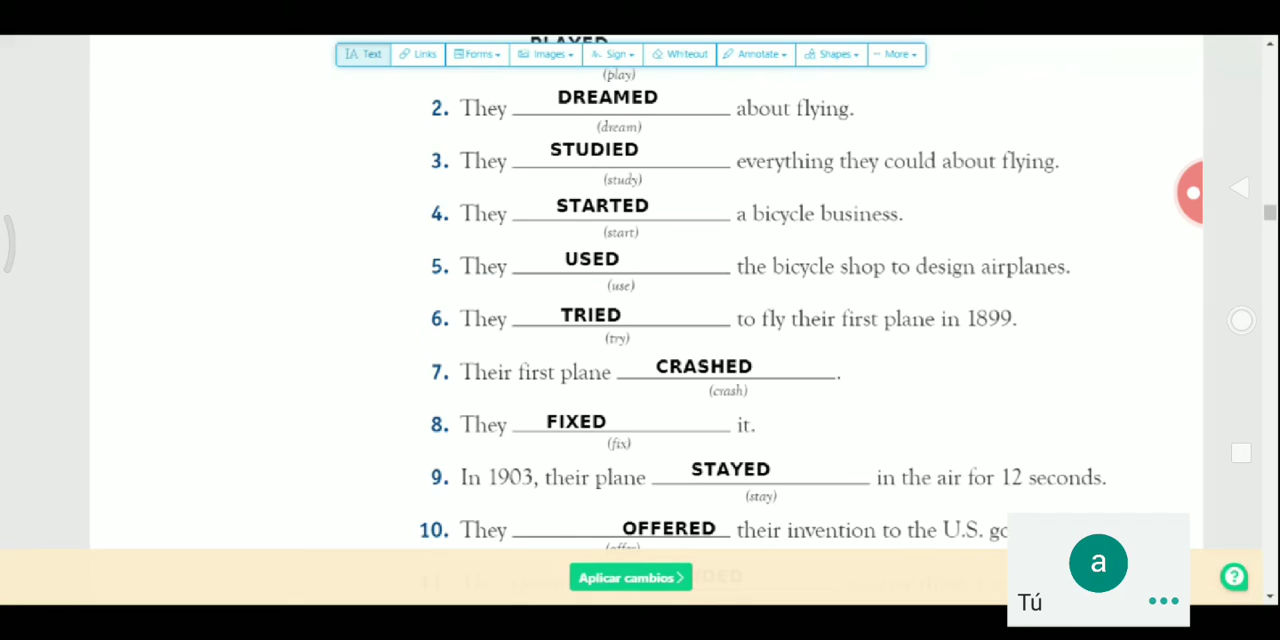 PLAYED
Text Links Forms Images Sign Whiteout Annotate Shapes More
(play)
2. They DREAMED about flying.
(dream)
3. They STUDIED everything they could about flying.
(study)
4. They STARTED a bicycle business.
(start)
5. They USED the bicycle shop to design airplanes.
(use)
6. They TRIED to fly their first plane in 1899.
(try)
7. Their first plane CRASHED.
(crash)
8. They FIXED it.
(fix)
9. In 1903, their plane STAYED in the air for 12 seconds.
(stay)
10. They OFFERED their invention to the U.S.
(offer)
Aplicar cambios
a
Tú